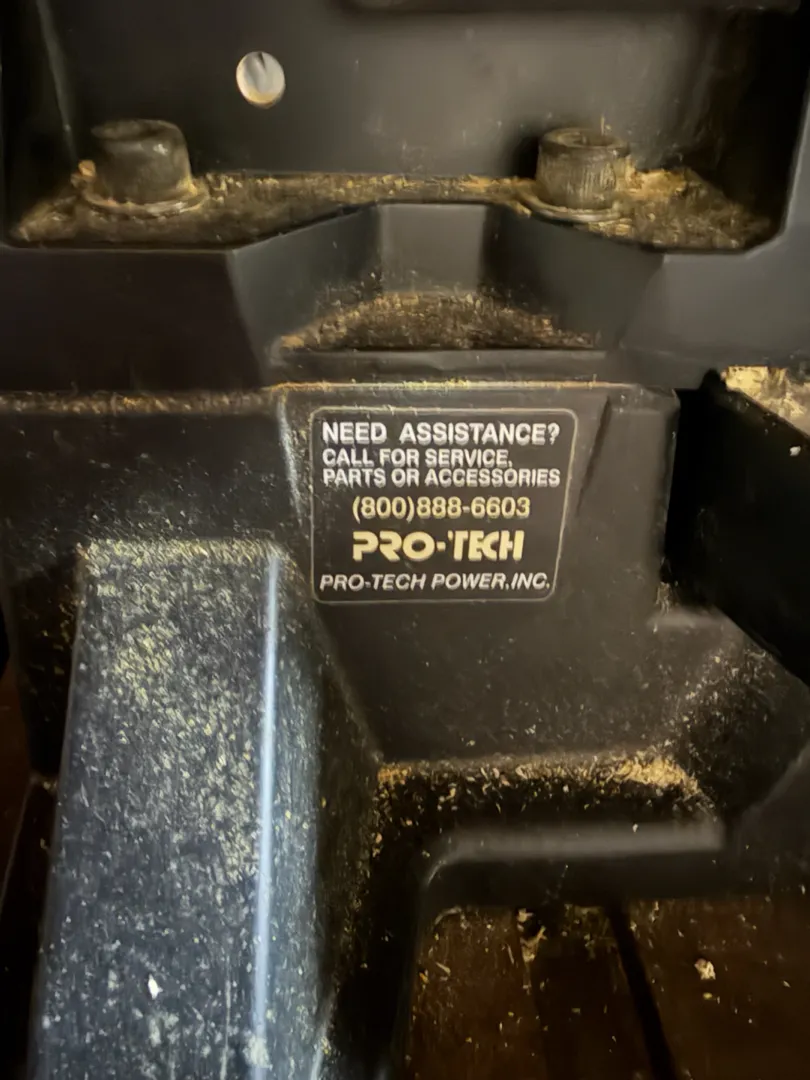 NEED ASSISTANCE?
CALL FOR SERVICE,
PARTS OR ACCESSORIES
(800)888-6603
PRO-TECH
PRO-TECH POWER,INC.